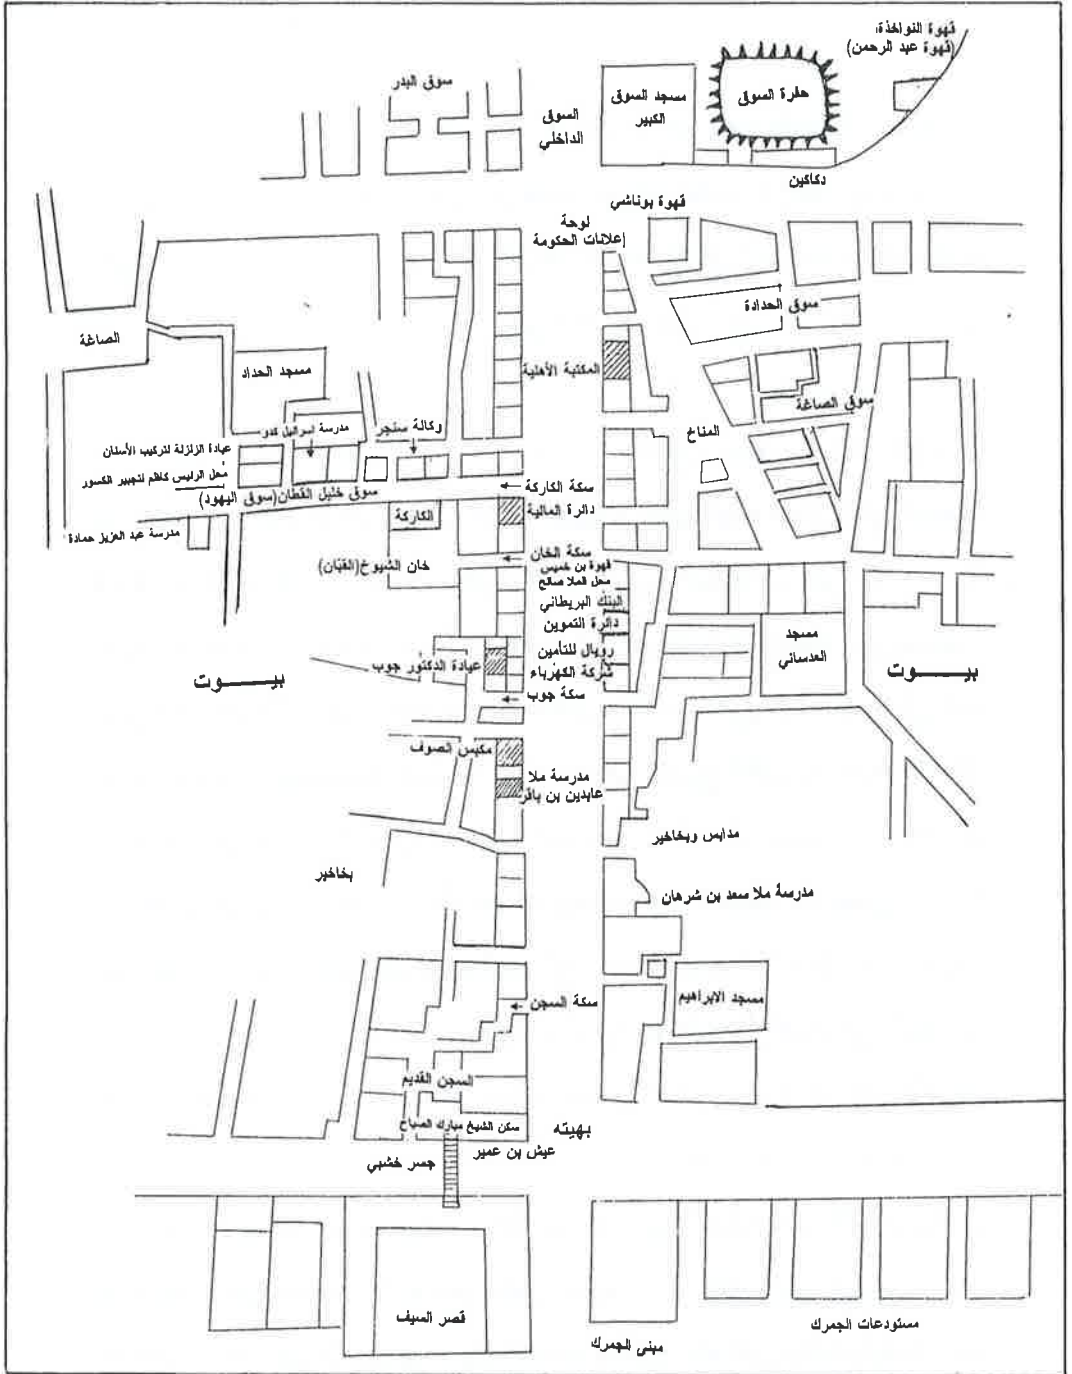 قهوة النواخذة
(قهوة عبد الرحمن)
حفرة السوق
مسجد السوق
الكبير
السوق
الداخلي
سوق البدر
دكاكين
قهوة بوناشي
لوحة
إعلانات الحكومة
سوق الحدادة
الصاغة
مسجد الحداد
المكتبة الأهلية
سوق الصاغة
المناخ
وكالة سنجر
مدرسة اسرائيل كدو
عيادة الزلزلة لتركيب الأسنان
محل الرئيس كاظم لتجبير الكسور
سوق خليل القطان (سوق اليهود)
سكة الكاركة
دائرة المالية
الكاركة
مدرسة عبد العزيز حمادة
خان الشيوخ (القبّان)
سكة الخان
قهوة بن خميس
محل الملا صالح
البنك البريطاني
دائرة التموين
رويال للتأمين
شركة الكهرباء
عيادة الدكتور جوب
سكة جوب
مسجد
العدساني
بيــــوت
بيــــوت
مكبس الصوف
مدرسة ملا
عابدين بن باقر
مدابس وبخاخير
بخاخير
مدرسة ملا سعد بن شرهان
مسجد الابراهيم
سكة السجن
السجن القديم
سكن الشيخ مبارك الصباح
بهيته
عيش بن عمير
جسر خشبي
قصر السيف
مبنى الجمرك
مستودعات الجمرك